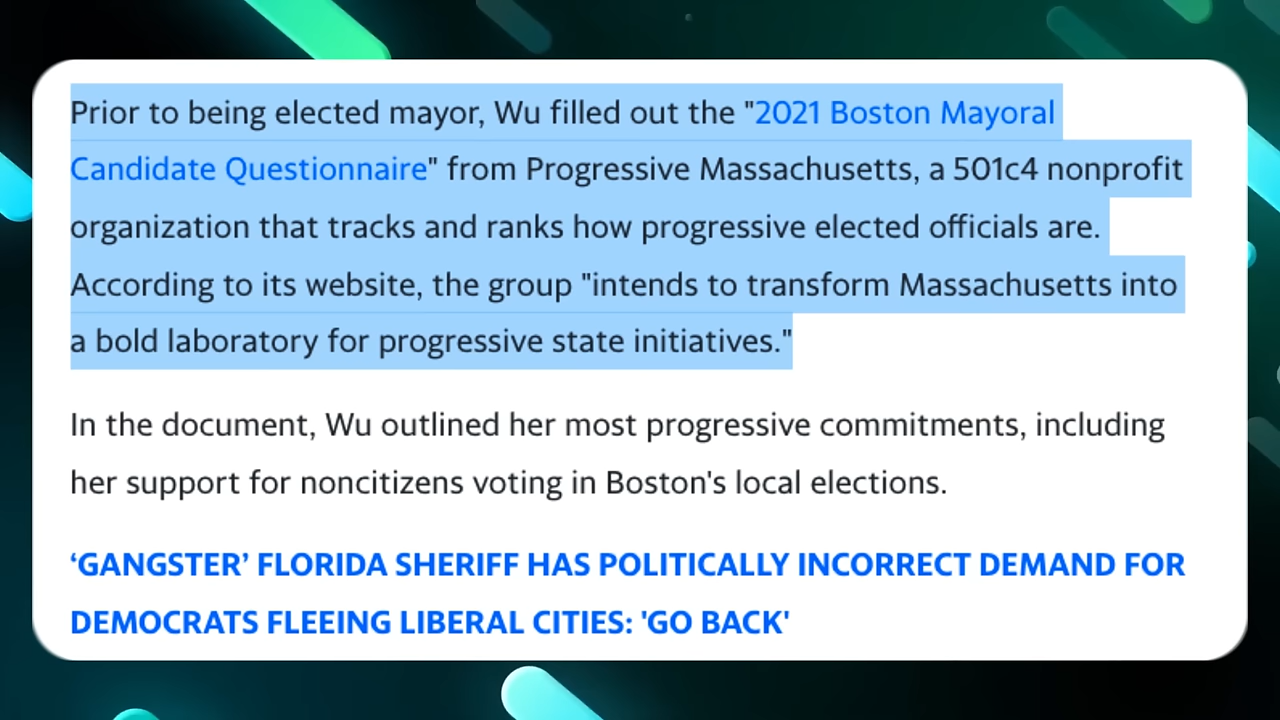 Prior to being elected mayor, Wu filled out the "2021 Boston Mayoral
Candidate Questionnaire" from Progressive Massachusetts, a 501c4 nonprofit
organization that tracks and ranks how progressive elected officials are.
According to its website, the group "intends to transform Massachusetts into
a bold laboratory for progressive state initiatives."
In the document, Wu outlined her most progressive commitments, including
her support for noncitizens voting in Boston's local elections.
‘GANGSTER’ FLORIDA SHERIFF HAS POLITICALLY INCORRECT DEMAND FOR
DEMOCRATS FLEEING LIBERAL CITIES: 'GO BACK'